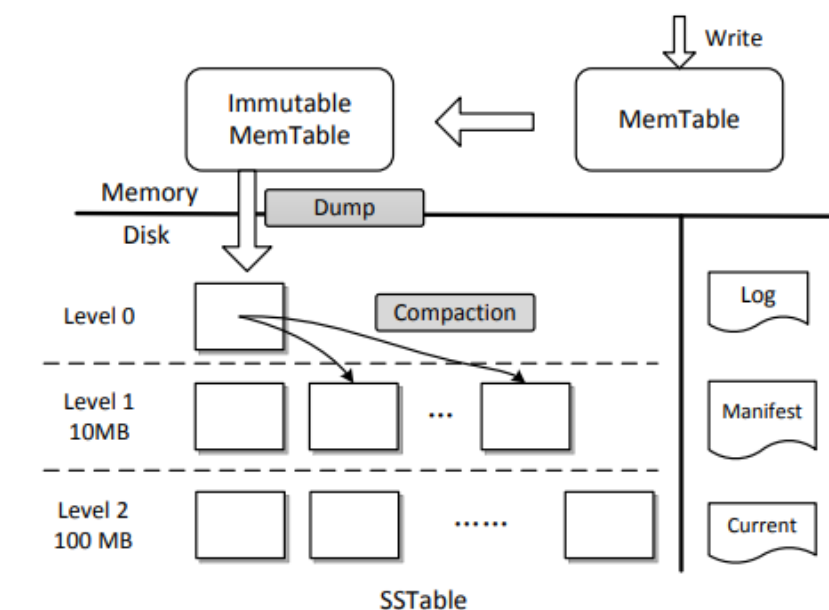 Write
Immutable
MemTable
MemTable
Memory
Dump
Disk
Level 0
Compaction
Log
Level 1
10MB
...
Manifest
Level 2
100 MB
......
Current
SSTable